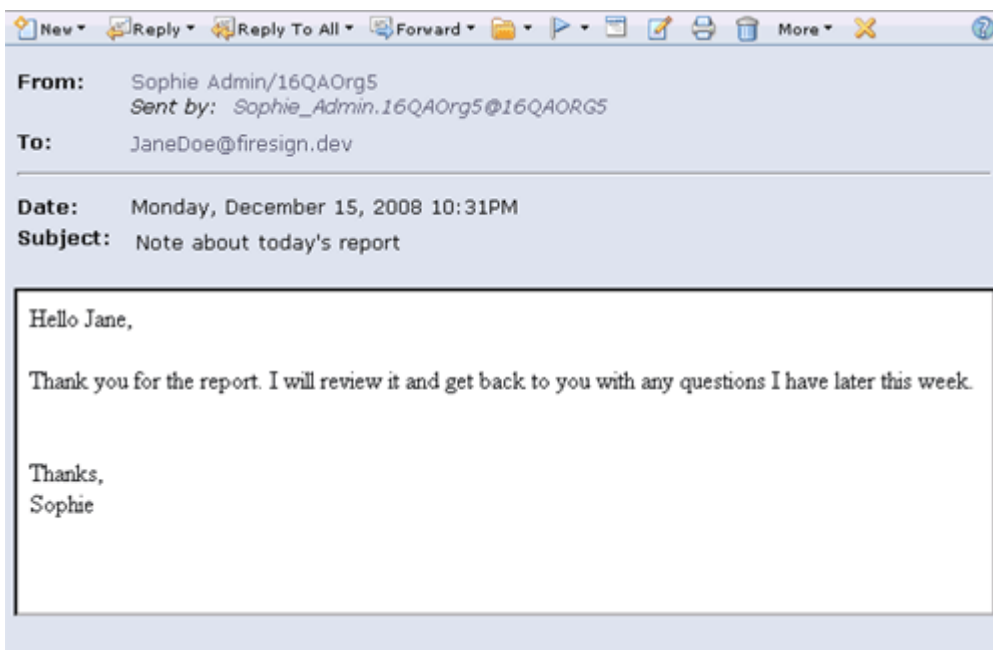 New Reply Reply To All Forward More
From: Sophie Admin/16QAOrg5
Sent by: Sophie_Admin.16QAOrg5@16QAORG5
To: JaneDoe@firesign.dev
Date: Monday, December 15, 2008 10:31PM
Subject: Note about today's report
Hello Jane,
Thank you for the report. I will review it and get back to you with any questions I have later this week.
Thanks,
Sophie